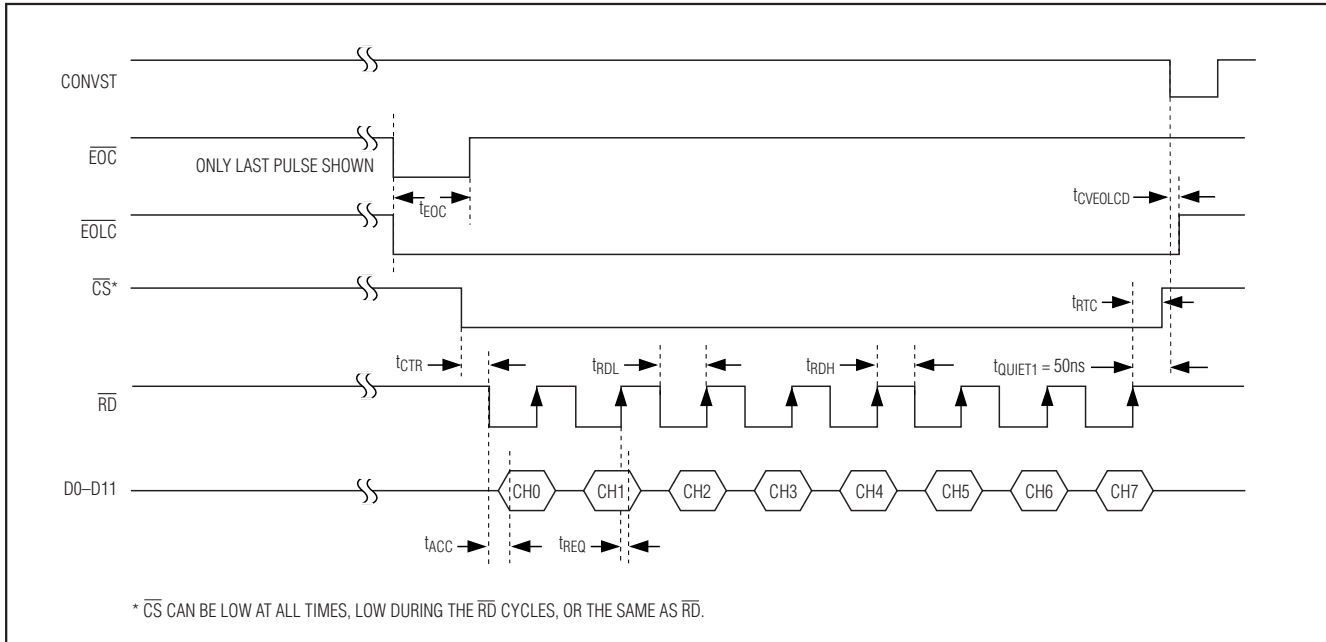 CONVST
EOC
ONLY LAST PULSE SHOWN
tEOC
tCVEOLCD
EOLC
CS*
tRTC
tCTR
tRDL
tRDH
tQUIET1 = 50ns
RD
D0–D11
CH0 CH1 CH2 CH3 CH4 CH5 CH6 CH7
tACC
tREQ
* CS CAN BE LOW AT ALL TIMES, LOW DURING THE RD CYCLES, OR THE SAME AS RD.